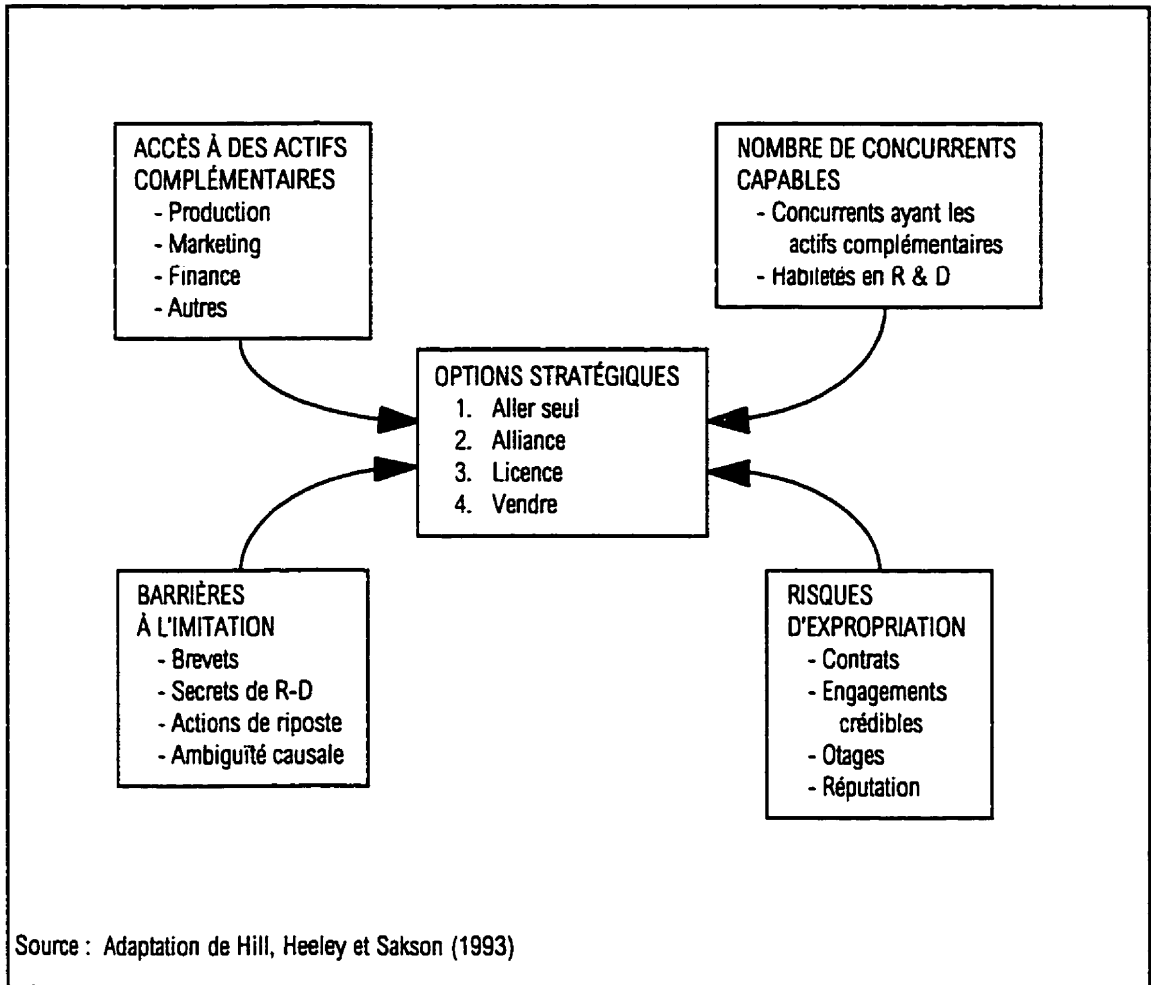 ACCÈS À DES ACTIFS
COMPLÉMENTAIRES
- Production
- Marketing
- Finance
- Autres
NOMBRE DE CONCURRENTS
CAPABLES
- Concurrents ayant les
actifs complémentaires
- Habiletés en R & D
OPTIONS STRATÉGIQUES
1. Aller seul
2. Alliance
3. Licence
4. Vendre
BARRIÈRES
À L'IMITATION
- Brevets
- Secrets de R-D
- Actions de riposte
- Ambiguïté causale
RISQUES
D'EXPROPRIATION
- Contrats
- Engagements
crédibles
- Otages
- Réputation
Source : Adaptation de Hill, Heeley et Sakson (1993)